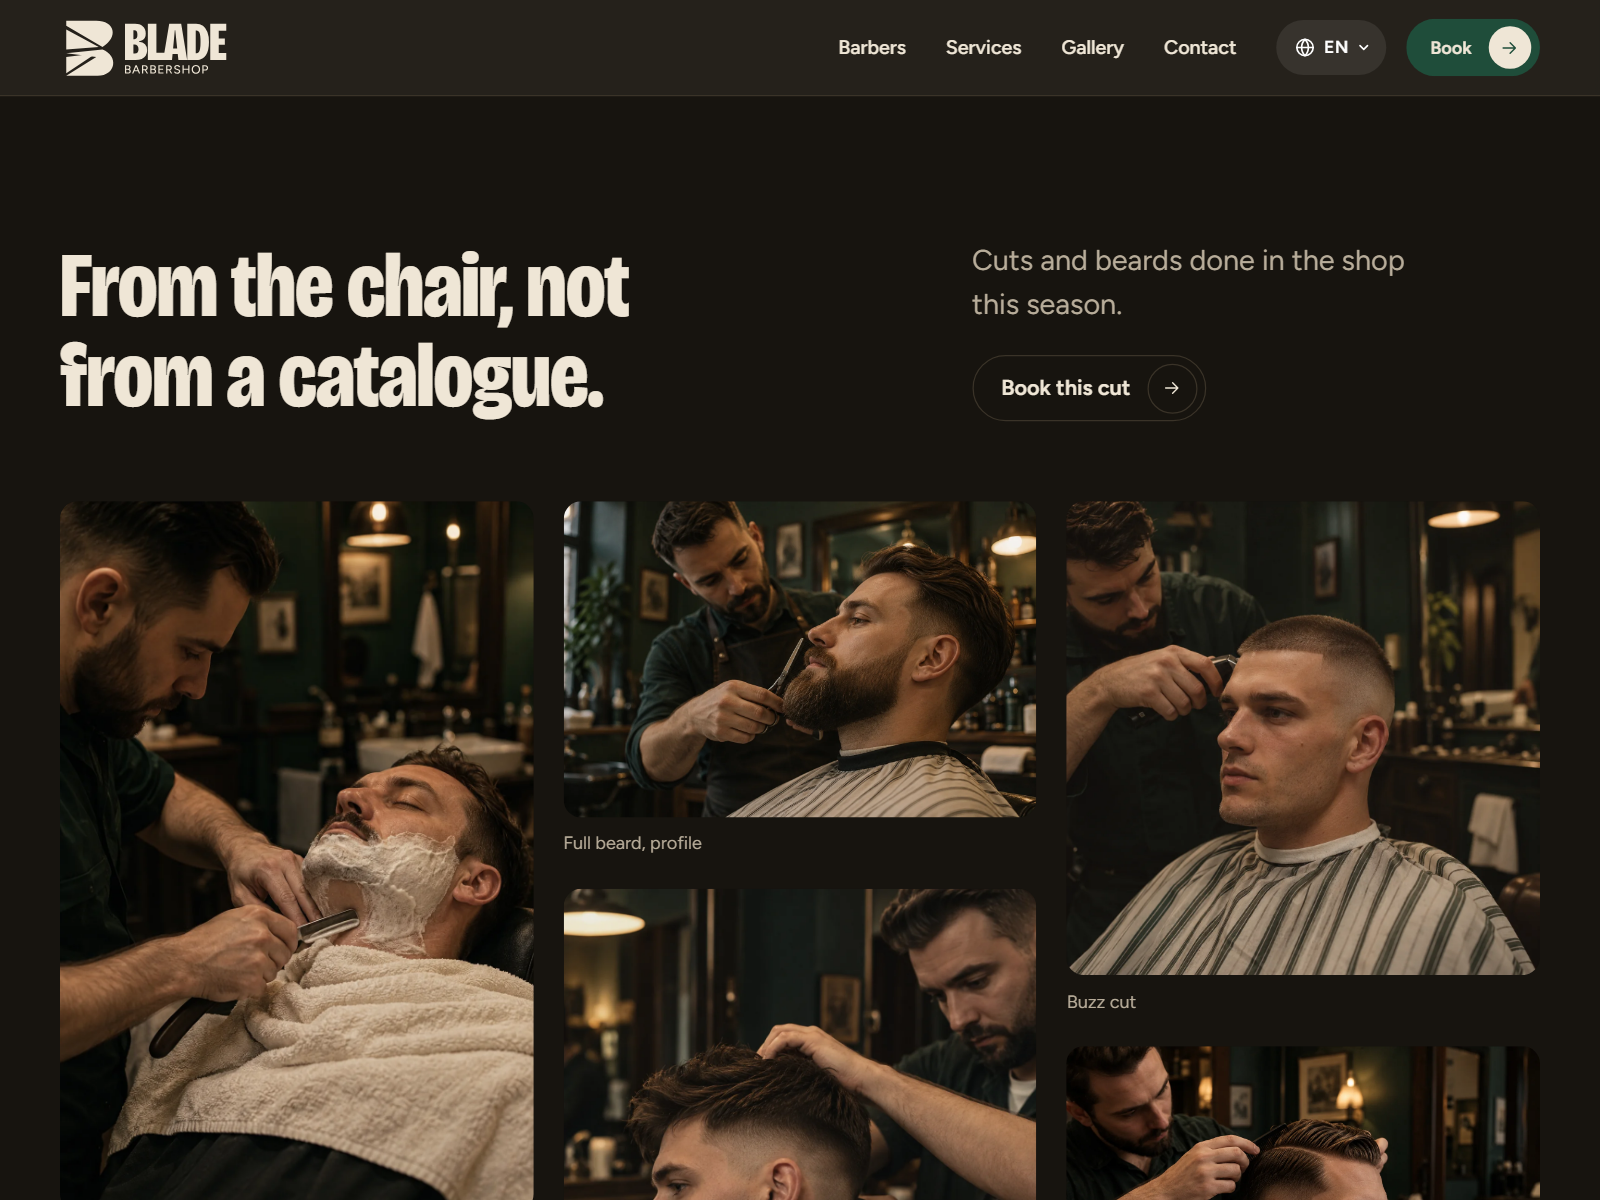 BLADE
BARBERSHOP
Barbers
Services
Gallery
Contact
EN
Book
From the chair, not
from a catalogue.
Cuts and beards done in the shop
this season.
Book this cut
Full beard, profile
Buzz cut